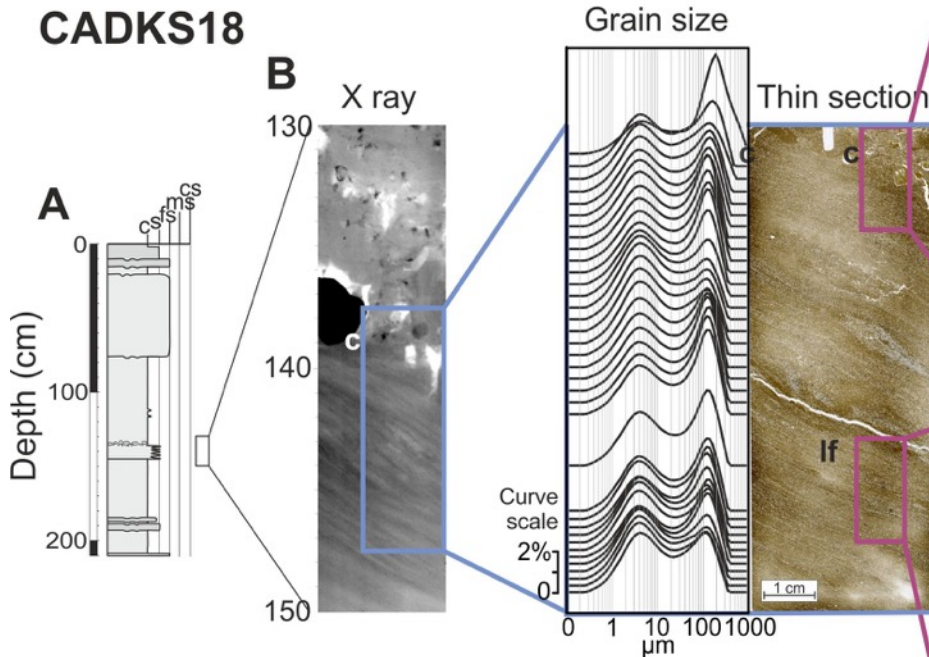 CADKS18
A
cs
fs
ms
cs
Depth (cm)
0
100
200
B
X ray
130
140
150
c
Grain size
Curve
scale
2%
0
0 1 10 100 1000
µm
c
Thin section
c
lf
1 cm